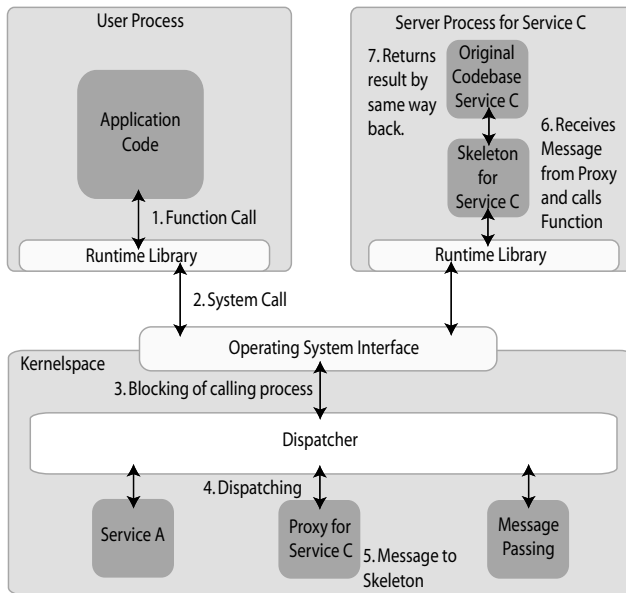 User Process
Application
Code
1. Function Call
Runtime Library
2. System Call
Server Process for Service C
7. Returns
result by
same way
back.
Original
Codebase
Service C
Skeleton
for
Service C
6. Receives
Message
from Proxy
and calls
Function
Runtime Library
Operating System Interface
Kernelspace
3. Blocking of calling process
Dispatcher
4. Dispatching
Service A
Proxy for
Service C
5. Message to
Skeleton
Message
Passing